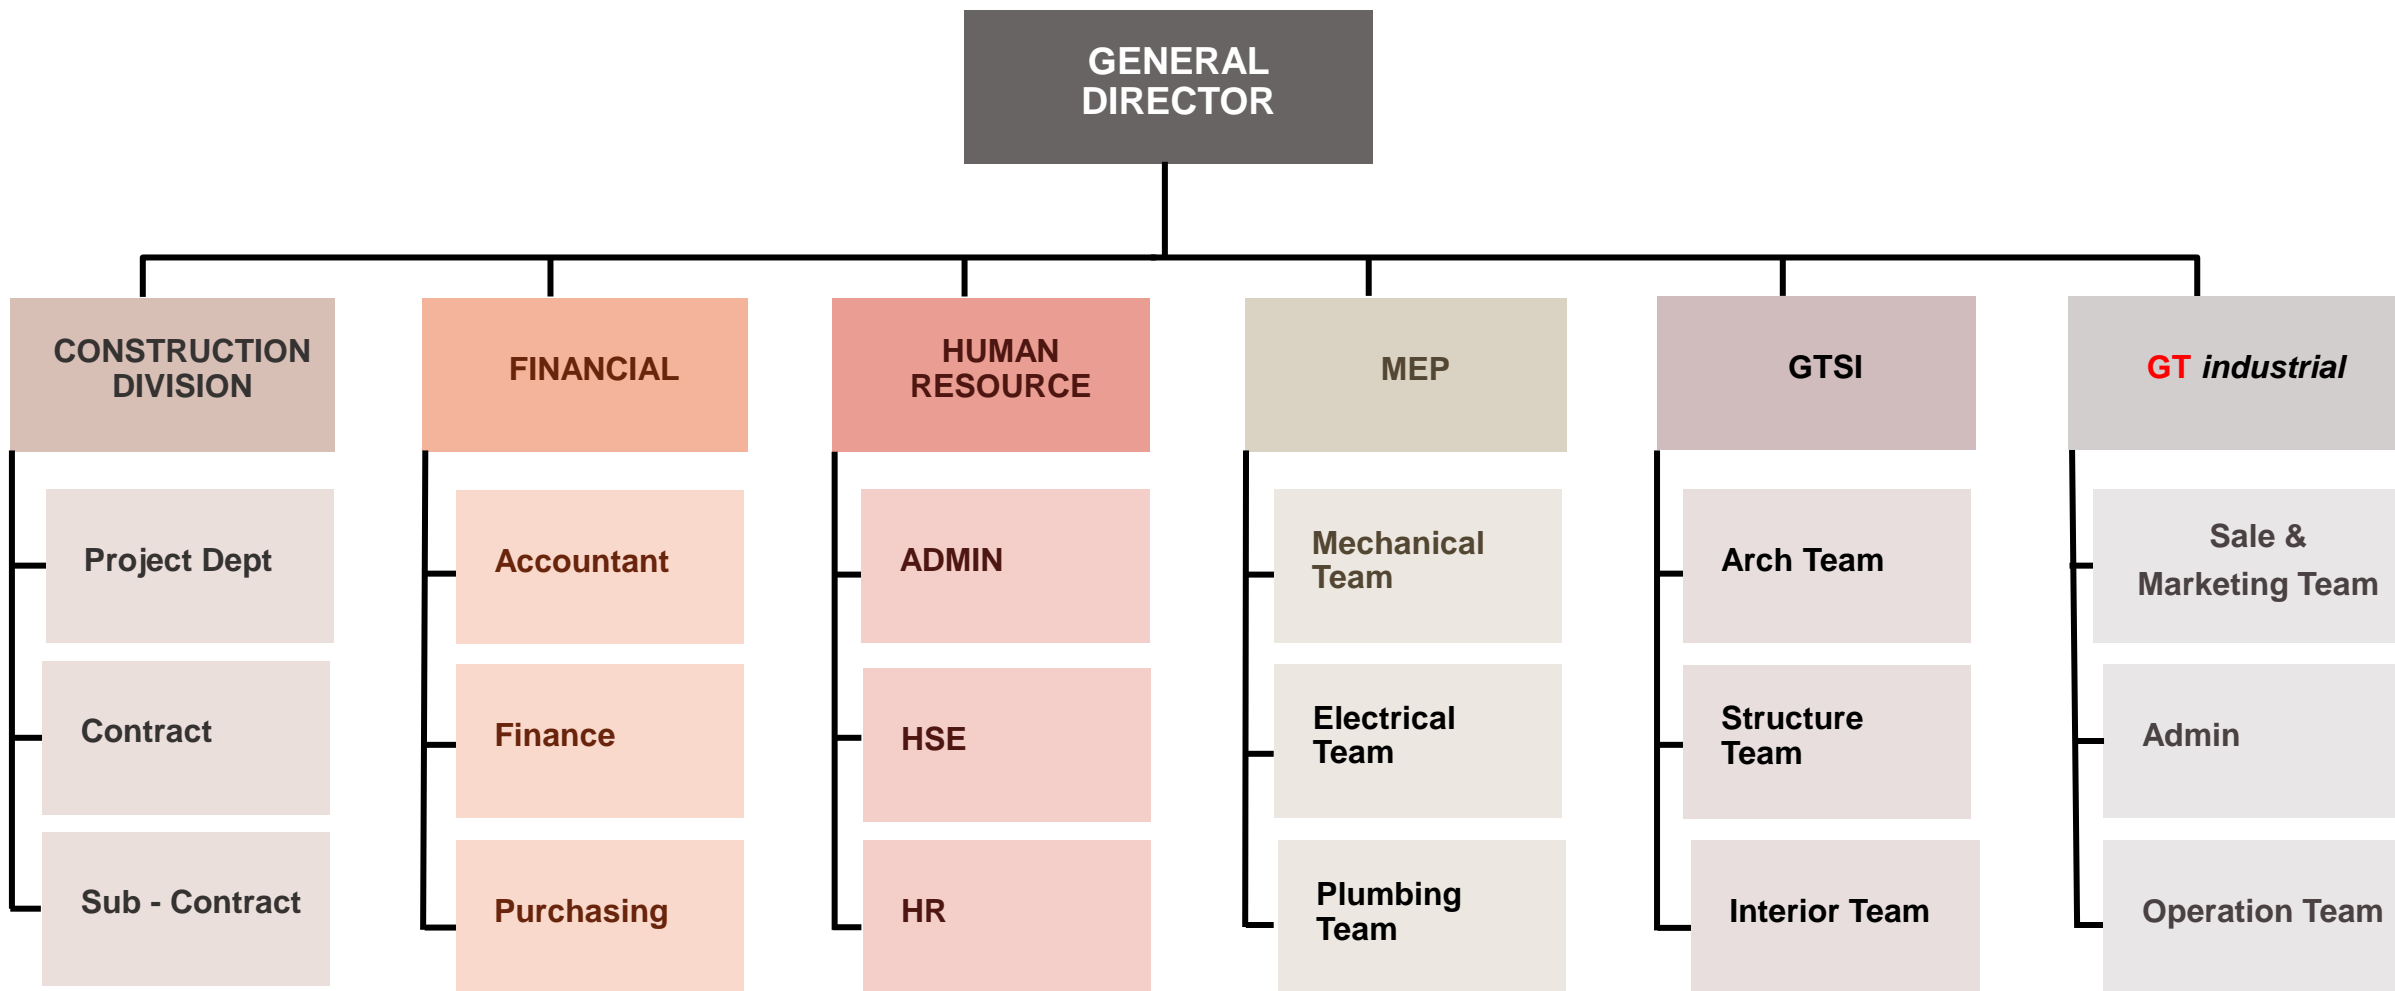 GENERAL
DIRECTOR
CONSTRUCTION
DIVISION
Project Dept
Contract
Sub - Contract
FINANCIAL
Accountant
Finance
Purchasing
HUMAN
RESOURCE
ADMIN
HSE
HR
MEP
Mechanical
Team
Electrical
Team
Plumbing
Team
GTSI
Arch Team
Structure
Team
Interior Team
GT industrial
Sale &
Marketing Team
Admin
Operation Team